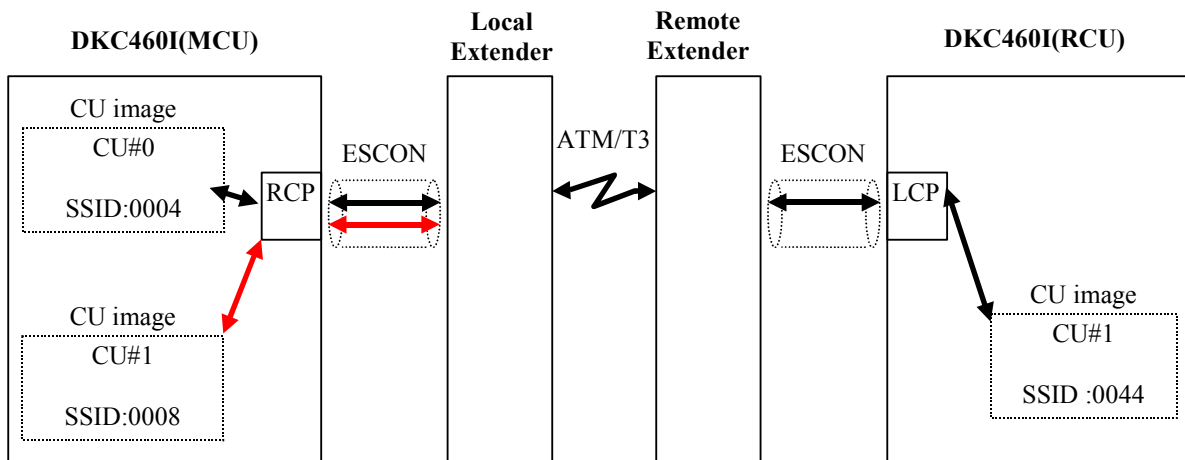 DKC460I(MCU)
Local
Extender
Remote
Extender
DKC460I(RCU)
CU image
CU#0
SSID:0004
RCP
ESCON
ATM/T3
ESCON
LCP
CU image
CU#1
SSID:0008
CU image
CU#1
SSID :0044